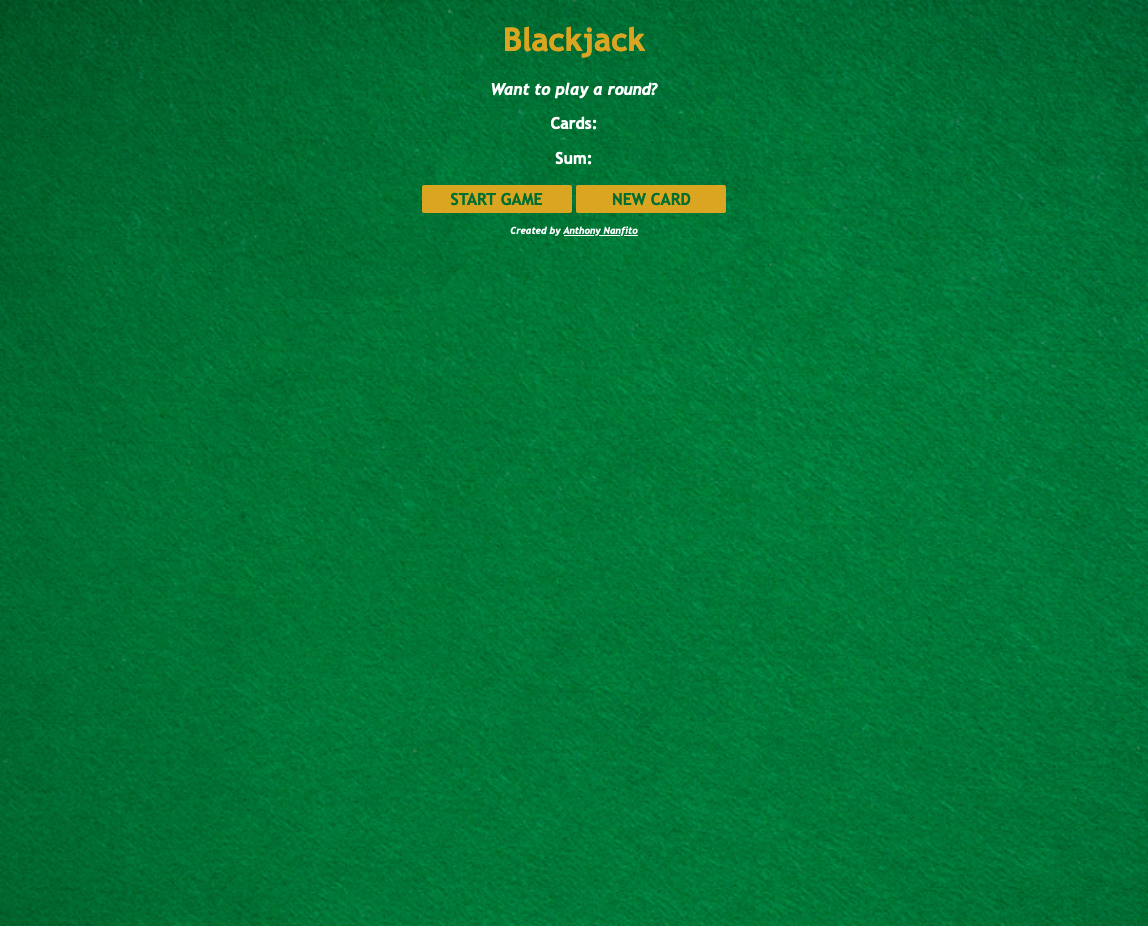 Blackjack
Want to play a round?
Cards:
Sum:
START GAME NEW CARD
Created by Anthony Nanfito